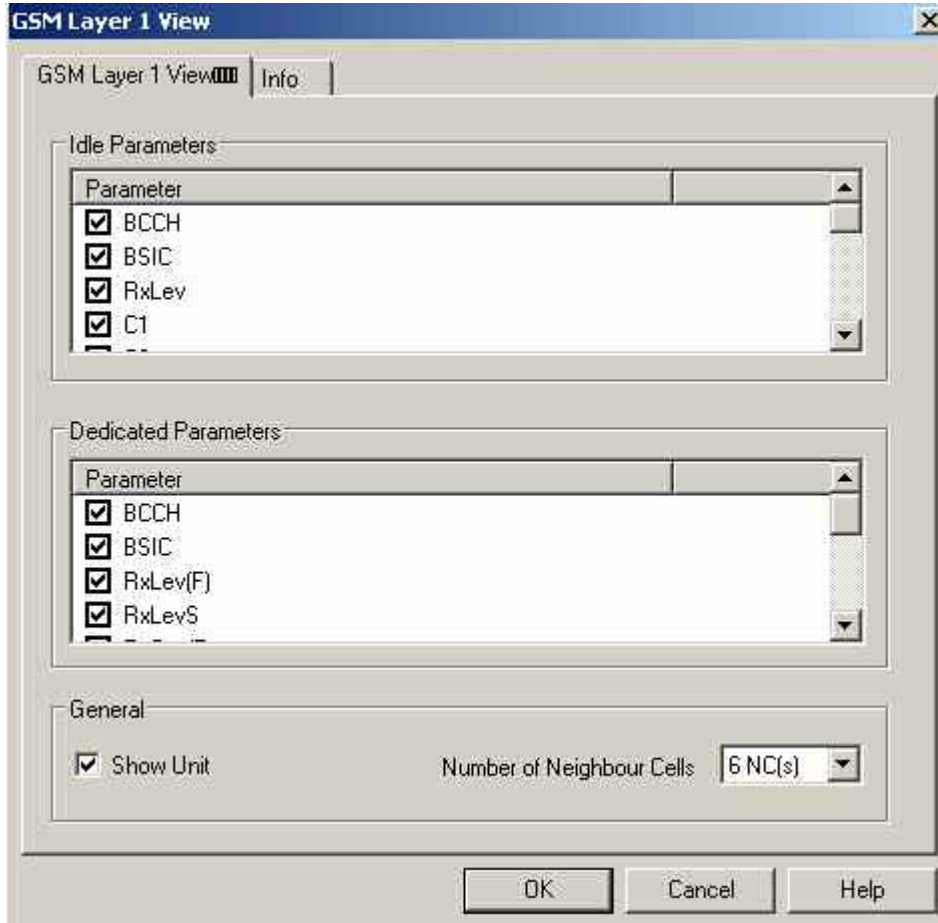 GSM Layer 1 View
GSM Layer 1 View Info
Idle Parameters
Parameter
BCCH
BSIC
RxLev
C1
Dedicated Parameters
Parameter
BCCH
BSIC
RxLev(F)
RxLevS
General
Show Unit Number of Neighbour Cells 6 NC(s)
OK Cancel Help